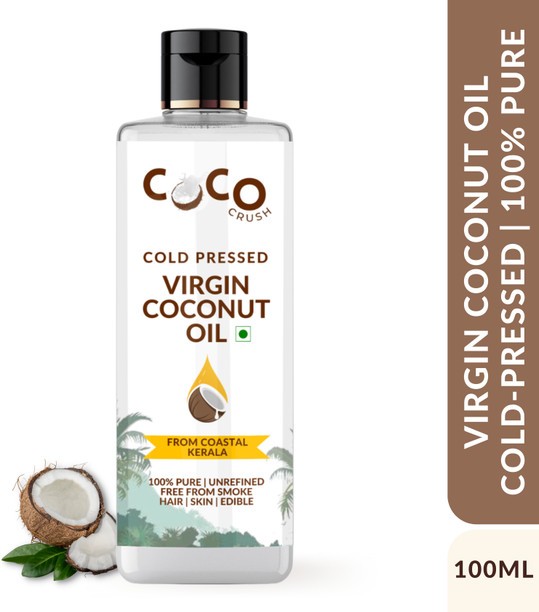 COCO
CRUSH
COLD PRESSED
VIRGIN
COCONUT
OIL
FROM COASTAL
KERALA
100% PURE | UNREFINED
FREE FROM SMOKE
HAIR | SKIN | EDIBLE
VIRGIN COCONUT OIL
COLD-PRESSED | 100% PURE
100ML